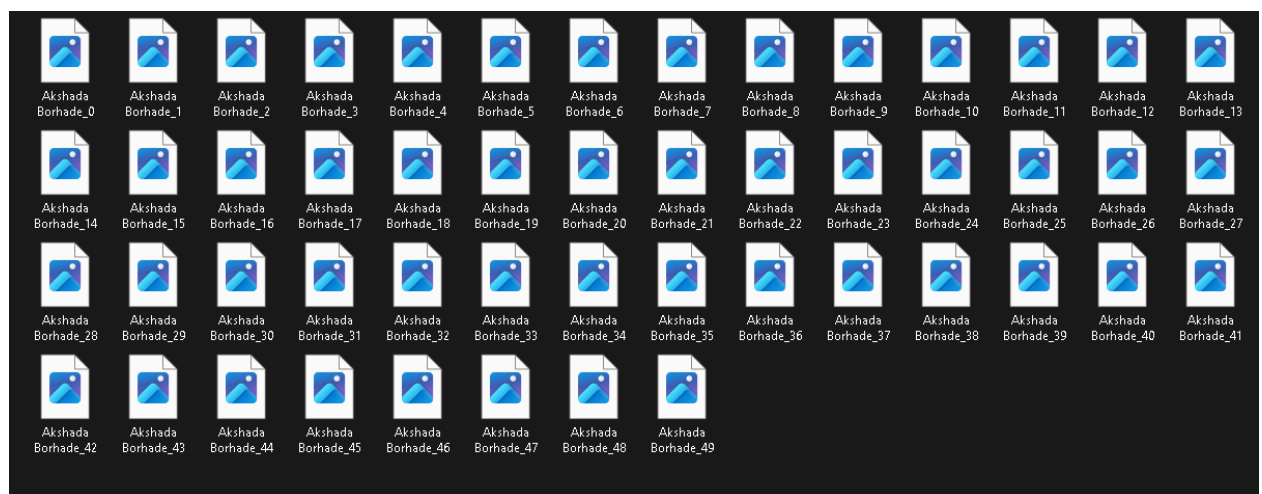 Akshada
Borhade_0
Akshada
Borhade_1
Akshada
Borhade_2
Akshada
Borhade_3
Akshada
Borhade_4
Akshada
Borhade_5
Akshada
Borhade_6
Akshada
Borhade_7
Akshada
Borhade_8
Akshada
Borhade_9
Akshada
Borhade_10
Akshada
Borhade_11
Akshada
Borhade_12
Akshada
Borhade_13
Akshada
Borhade_14
Akshada
Borhade_15
Akshada
Borhade_16
Akshada
Borhade_17
Akshada
Borhade_18
Akshada
Borhade_19
Akshada
Borhade_20
Akshada
Borhade_21
Akshada
Borhade_22
Akshada
Borhade_23
Akshada
Borhade_24
Akshada
Borhade_25
Akshada
Borhade_26
Akshada
Borhade_27
Akshada
Borhade_28
Akshada
Borhade_29
Akshada
Borhade_30
Akshada
Borhade_31
Akshada
Borhade_32
Akshada
Borhade_33
Akshada
Borhade_34
Akshada
Borhade_35
Akshada
Borhade_36
Akshada
Borhade_37
Akshada
Borhade_38
Akshada
Borhade_39
Akshada
Borhade_40
Akshada
Borhade_41
Akshada
Borhade_42
Akshada
Borhade_43
Akshada
Borhade_44
Akshada
Borhade_45
Akshada
Borhade_46
Akshada
Borhade_47
Akshada
Borhade_48
Akshada
Borhade_49